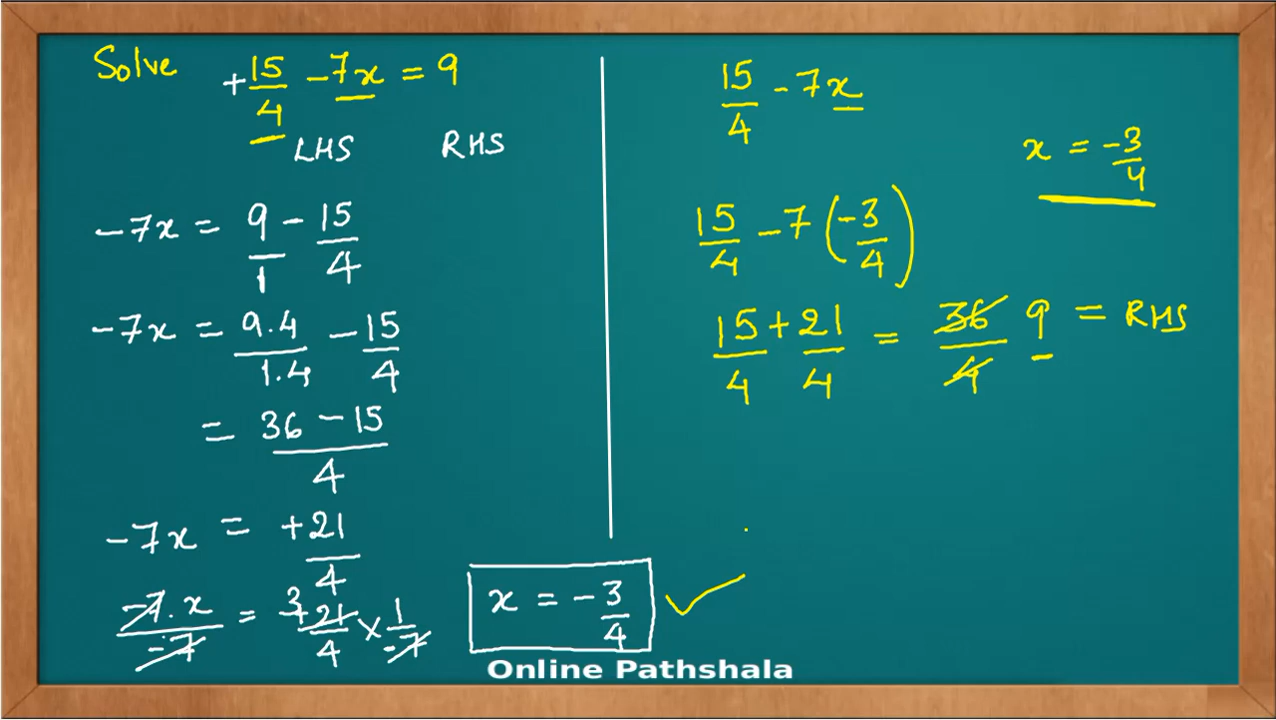 Solve +15/4 - 7x = 9
LHS RHS
-7x = 9/1 - 15/4
-7x = 9.4/1.4 - 15/4
= 36 - 15/4
-7x = +21/4
-7.x/-7 = 3 +21/4 × 1/-7
x = -3/4
15/4 - 7x
x = -3/4
15/4 - 7(-3/4)
15/4 + 21/4 = 36/4 9 = RHS
Online Pathshala